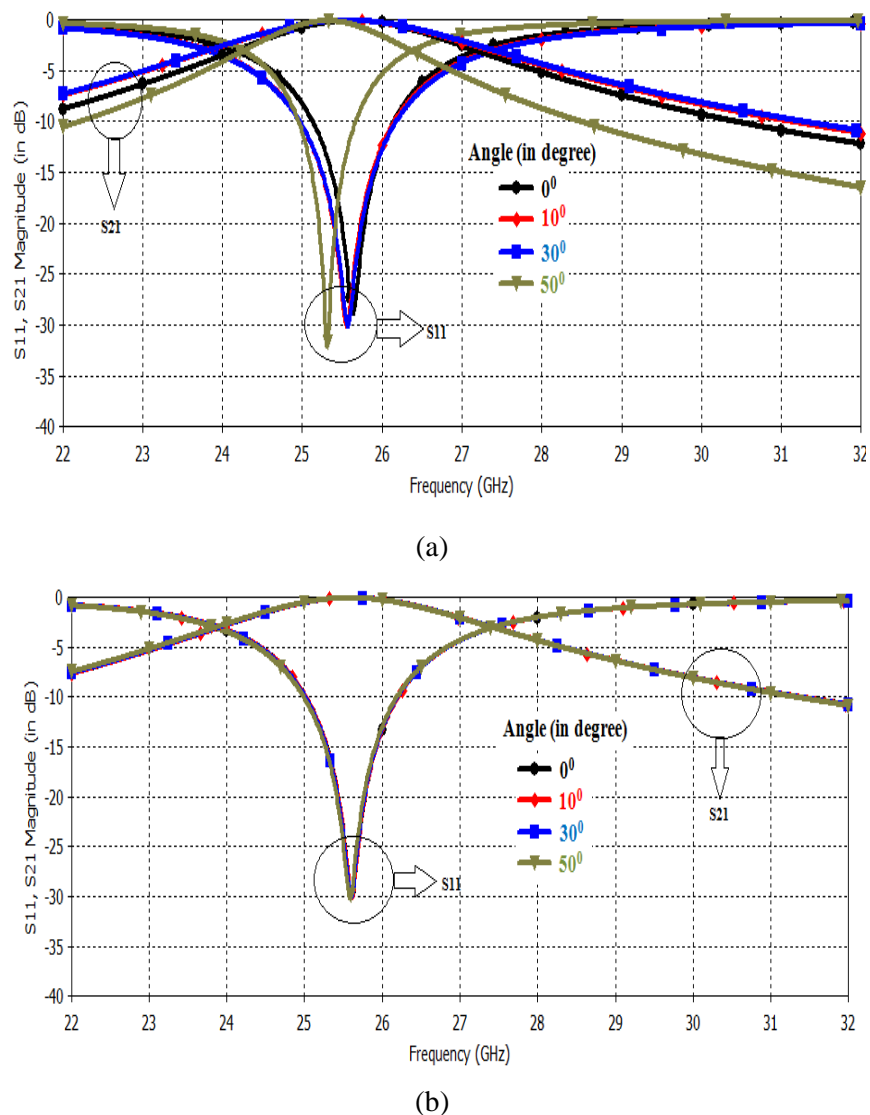 0
-5
-10
-15
-20
-25
-30
-35
-40
S11, S21 Magnitude (in dB)
S21
Angle (in degree)
0⁰
10⁰
30⁰
50⁰
S11
22 23 24 25 26 27 28 29 30 31 32
Frequency (GHz)
(a)
0
-5
-10
-15
-20
-25
-30
-35
-40
S11, S21 Magnitude (in dB)
Angle (in degree)
0⁰
10⁰
30⁰
50⁰
S21
S11
22 23 24 25 26 27 28 29 30 31 32
Frequency (GHz)
(b)